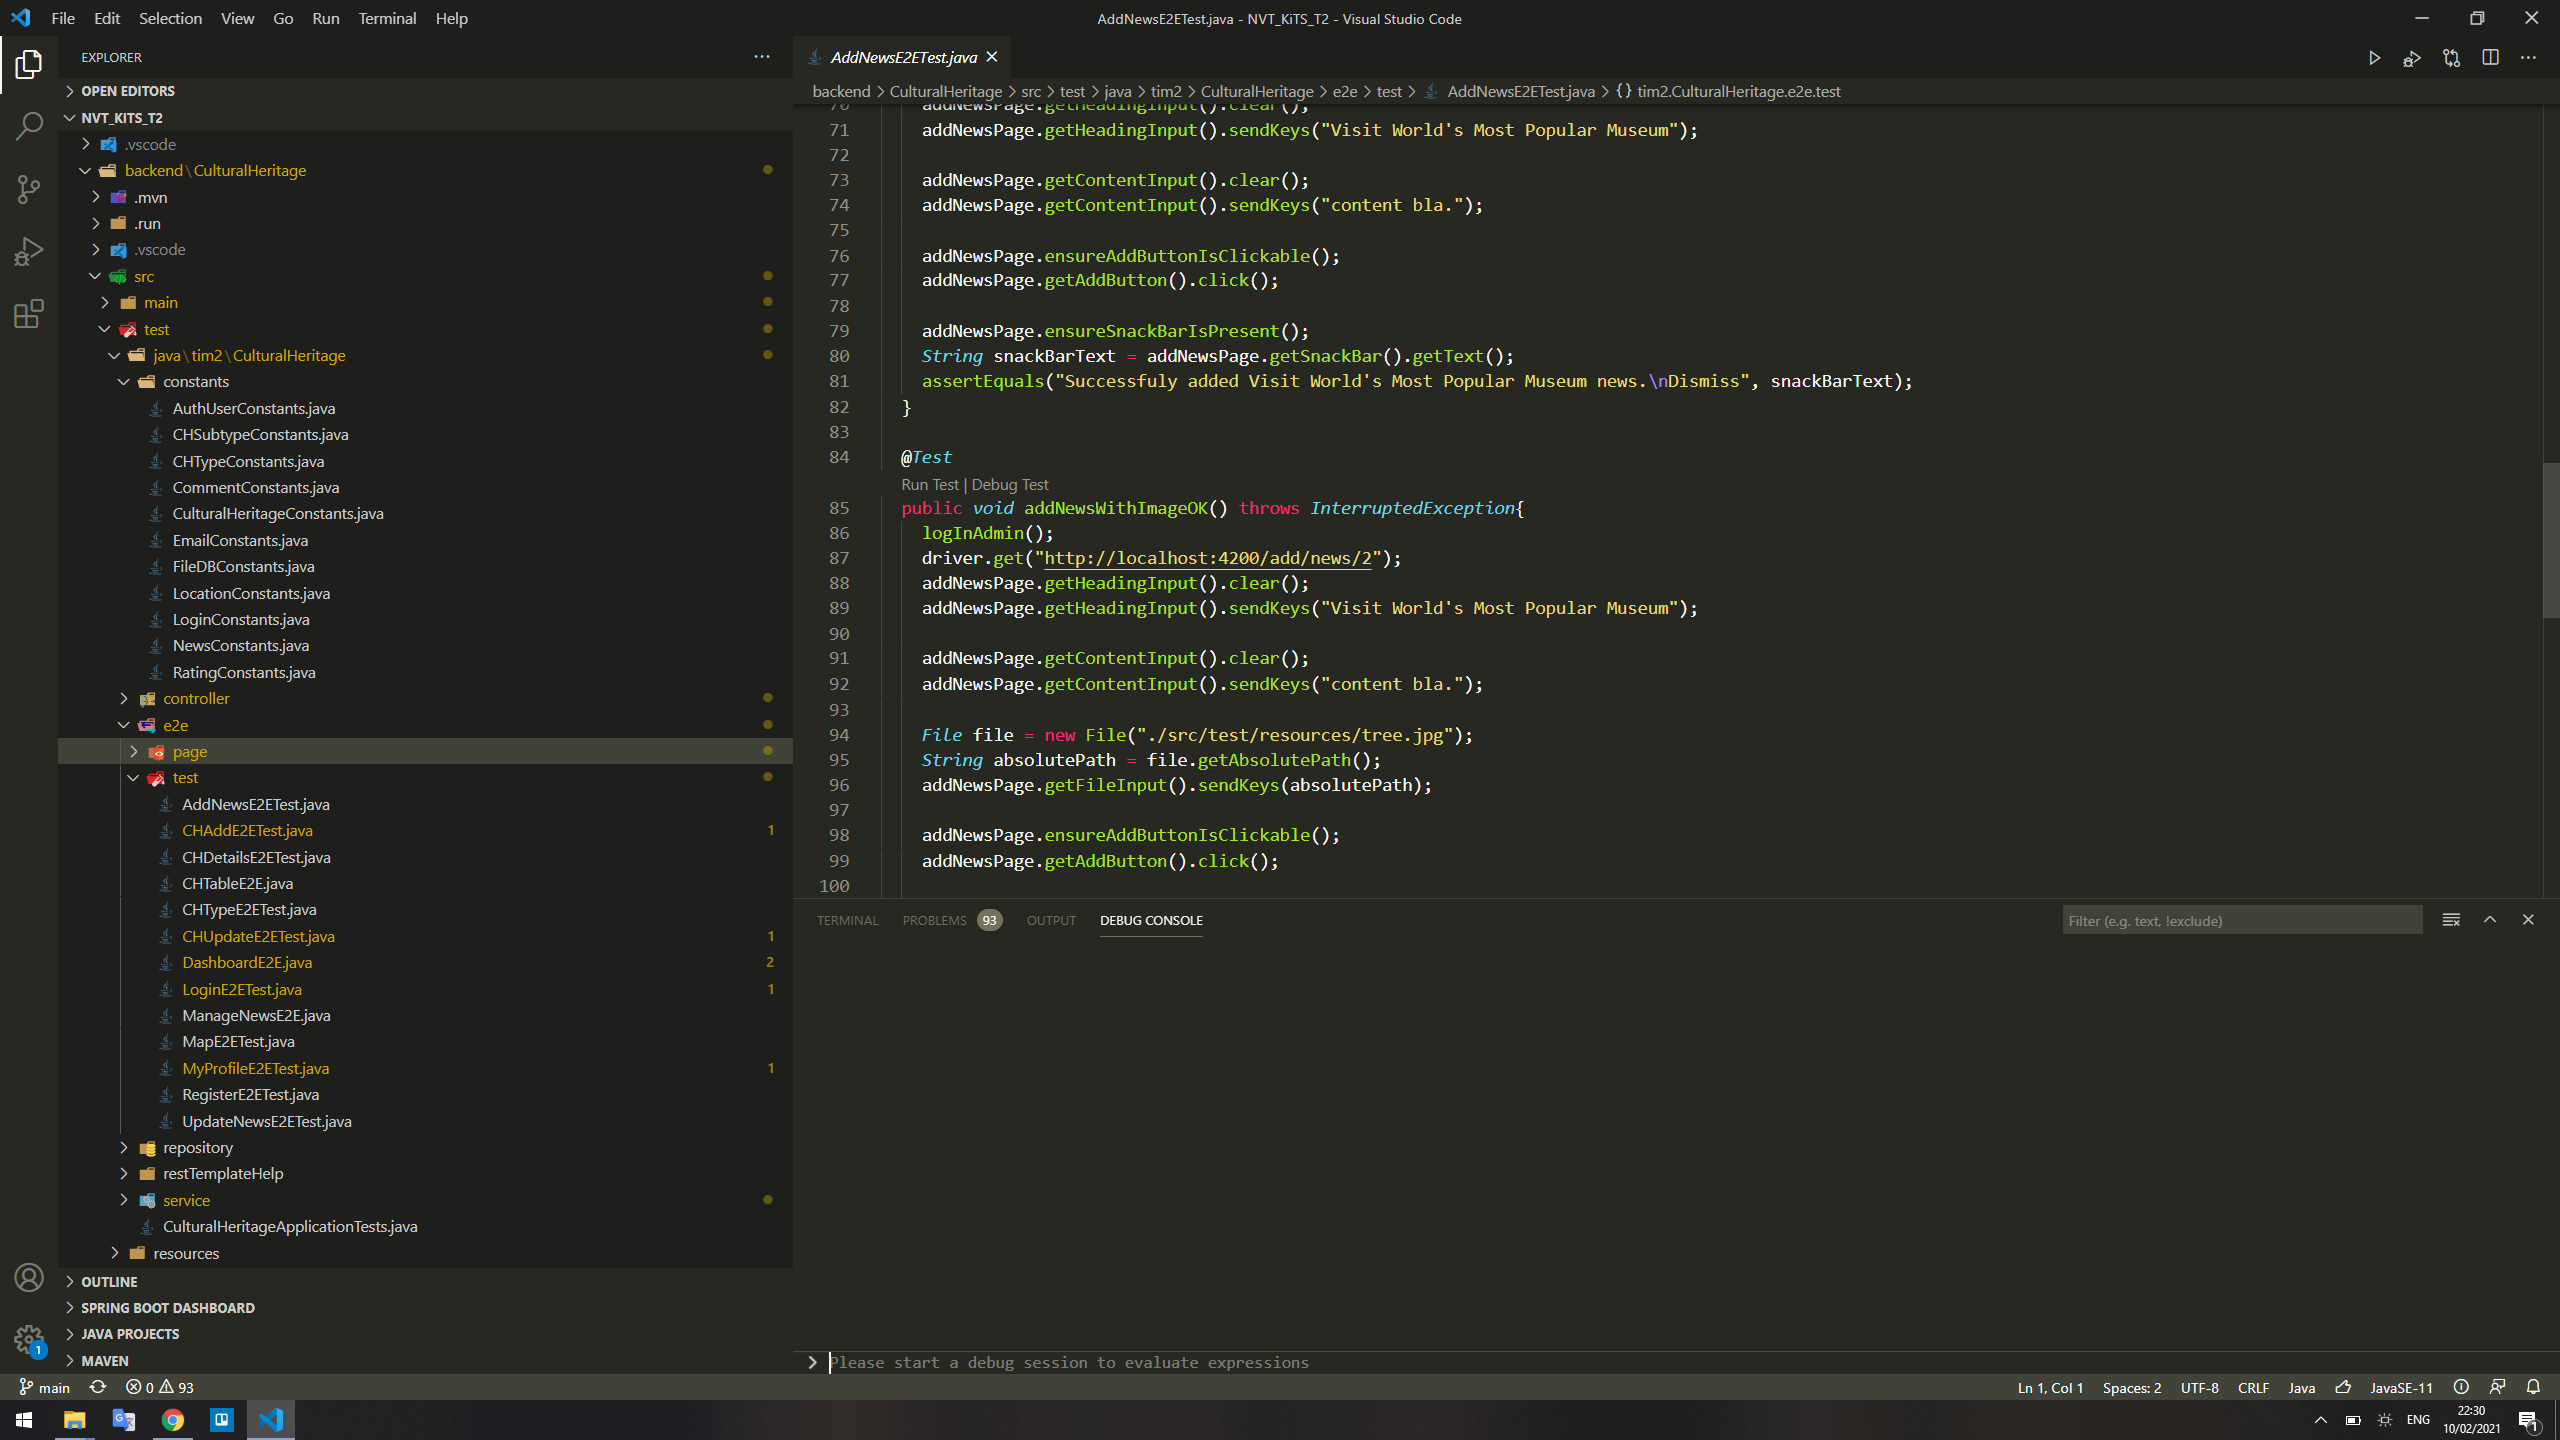 File Edit Selection View Go Run Terminal Help
AddNewsE2ETest.java - NVT_KiTS_T2 - Visual Studio Code
EXPLORER
OPEN EDITORS
NVT_KITS_T2
.vscode
backend\CulturalHeritage
.mvn
.run
.vscode
src
main
test
java\tim2\CulturalHeritage
constants
AuthUserConstants.java
CHSubtypeConstants.java
CHTypeConstants.java
CommentConstants.java
CulturalHeritageConstants.java
EmailConstants.java
FileDBConstants.java
LocationConstants.java
LoginConstants.java
NewsConstants.java
RatingConstants.java
controller
e2e
page
test
AddNewsE2ETest.java
CHAddE2ETest.java 1
CHDetailsE2ETest.java
CHTableE2E.java
CHTypeE2ETest.java
CHUpdateE2ETest.java 1
DashboardE2E.java 2
LoginE2ETest.java 1
ManageNewsE2E.java
MapE2ETest.java
MyProfileE2ETest.java 1
RegisterE2ETest.java
UpdateNewsE2ETest.java
repository
restTemplateHelp
service
CulturalHeritageApplicationTests.java
resources
OUTLINE
SPRING BOOT DASHBOARD
JAVA PROJECTS
MAVEN
AddNewsE2ETest.java
backend > CulturalHeritage > src > test > java > tim2 > CulturalHeritage > e2e > test > AddNewsE2ETest.java > {} tim2.CulturalHeritage.e2e.test
70 addNewsPage.getHeadingInput().clear();
71 addNewsPage.getHeadingInput().sendKeys("Visit World's Most Popular Museum");
72
73 addNewsPage.getContentInput().clear();
74 addNewsPage.getContentInput().sendKeys("content bla.");
75
76 addNewsPage.ensureAddButtonIsClickable();
77 addNewsPage.getAddButton().click();
78
79 addNewsPage.ensureSnackBarIsPresent();
80 String snackBarText = addNewsPage.getSnackBar().getText();
81 assertEquals("Successfuly added Visit World's Most Popular Museum news.\nDismiss", snackBarText);
82 }
83
84 @Test
Run Test | Debug Test
85 public void addNewsWithImageOK() throws InterruptedException{
86 logInAdmin();
87 driver.get("http://localhost:4200/add/news/2");
88 addNewsPage.getHeadingInput().clear();
89 addNewsPage.getHeadingInput().sendKeys("Visit World's Most Popular Museum");
90
91 addNewsPage.getContentInput().clear();
92 addNewsPage.getContentInput().sendKeys("content bla.");
93
94 File file = new File("./src/test/resources/tree.jpg");
95 String absolutePath = file.getAbsolutePath();
96 addNewsPage.getFileInput().sendKeys(absolutePath);
97
98 addNewsPage.ensureAddButtonIsClickable();
99 addNewsPage.getAddButton().click();
100
TERMINAL PROBLEMS 93 OUTPUT DEBUG CONSOLE
Filter (e.g. text, !exclude)
Please start a debug session to evaluate expressions
main 0 93
Ln 1, Col 1 Spaces: 2 UTF-8 CRLF Java JavaSE-11
1
ENG
22:30
10/02/2021
1